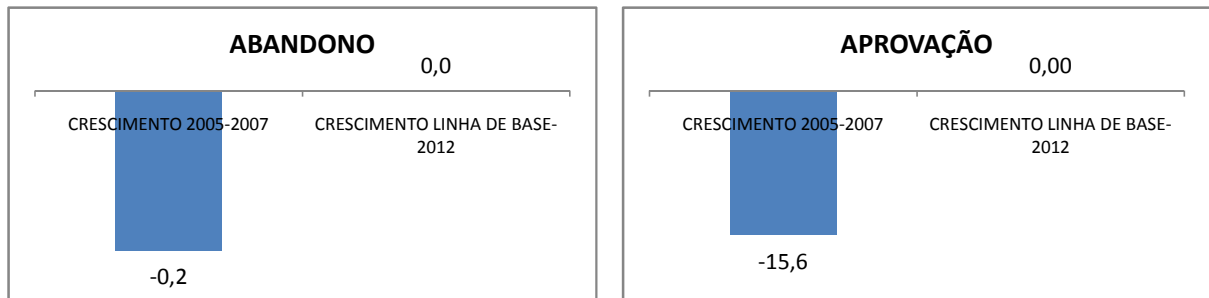 ABANDONO
0,0
CRESCIMENTO 2005-2007
CRESCIMENTO LINHA DE BASE-
2012
-0,2
APROVAÇÃO
0,00
CRESCIMENTO 2005-2007
CRESCIMENTO LINHA DE BASE-
2012
-15,6